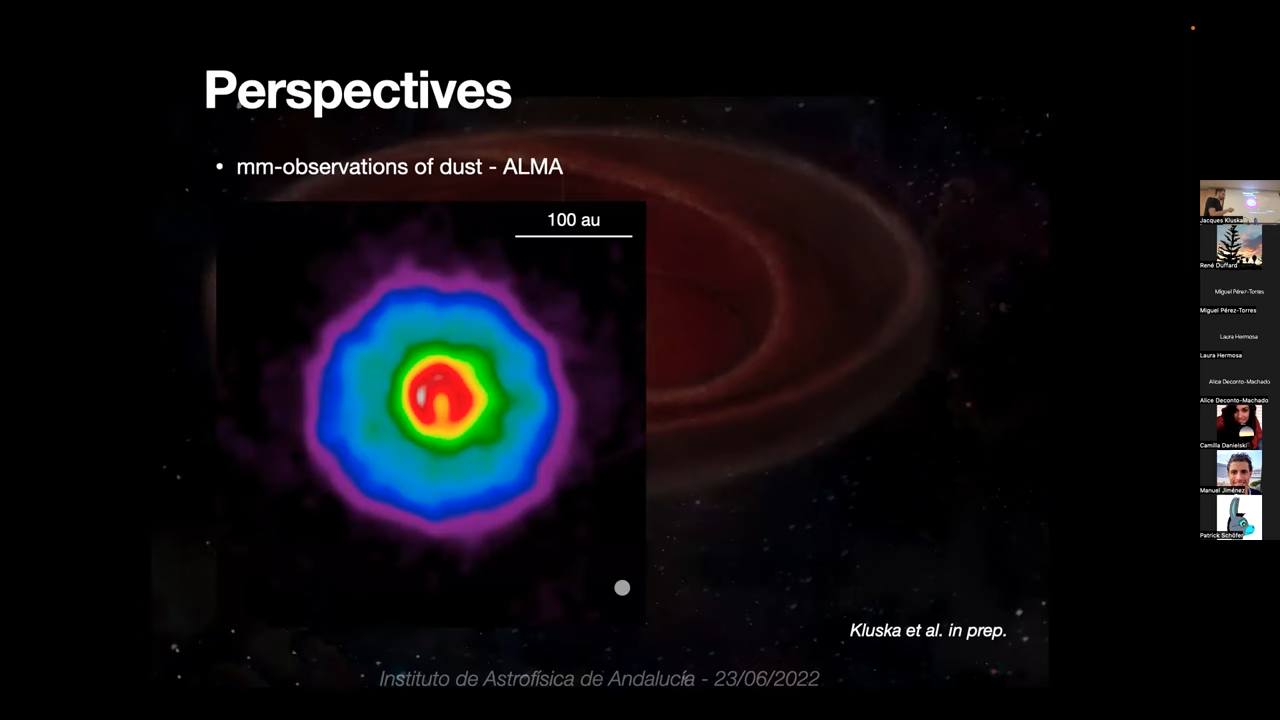 Perspectives
• mm-observations of dust - ALMA
100 au
Kluska et al. in prep.
Instituto de Astrofísica de Andalucía - 23/06/2022
Jacques Kluska
René Duffard
Miguel Pérez-Torres
Miguel Pérez-Torres
Laura Hermosa
Laura Hermosa
Alice Deconto-Machado
Alice Deconto-Machado
Camilla Danielski
Manuel Jiménez
Patrick Schöfer